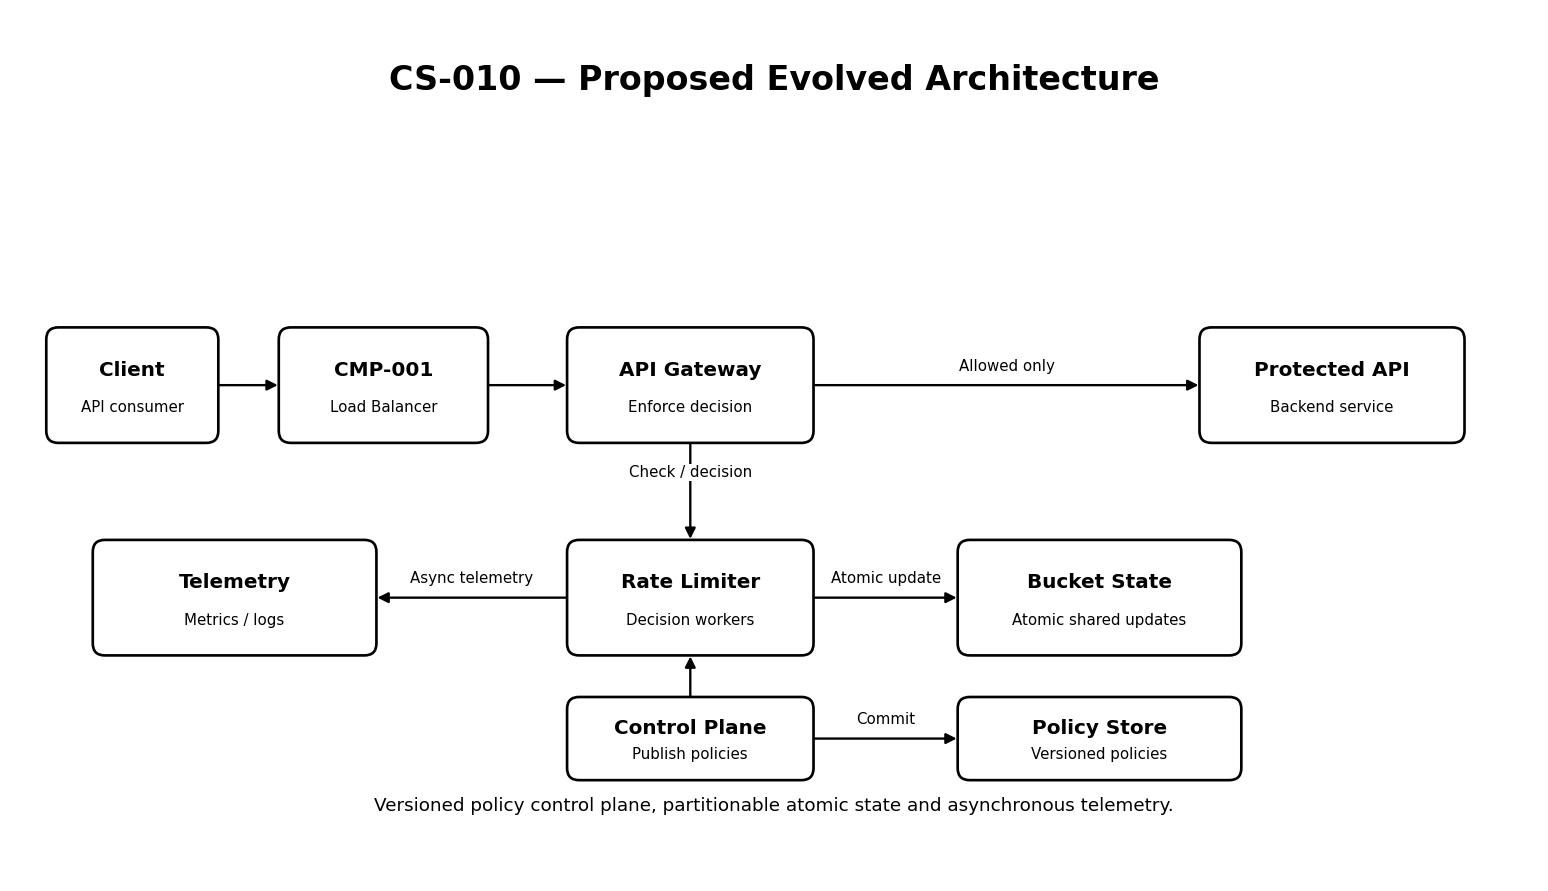 CS-010 — Proposed Evolved Architecture
Client
API consumer
CMP-001
Load Balancer
API Gateway
Enforce decision
Allowed only
Protected API
Backend service
Check / decision
Telemetry
Metrics / logs
Async telemetry
Rate Limiter
Decision workers
Atomic update
Bucket State
Atomic shared updates
Control Plane
Publish policies
Commit
Policy Store
Versioned policies
Versioned policy control plane, partitionable atomic state and asynchronous telemetry.